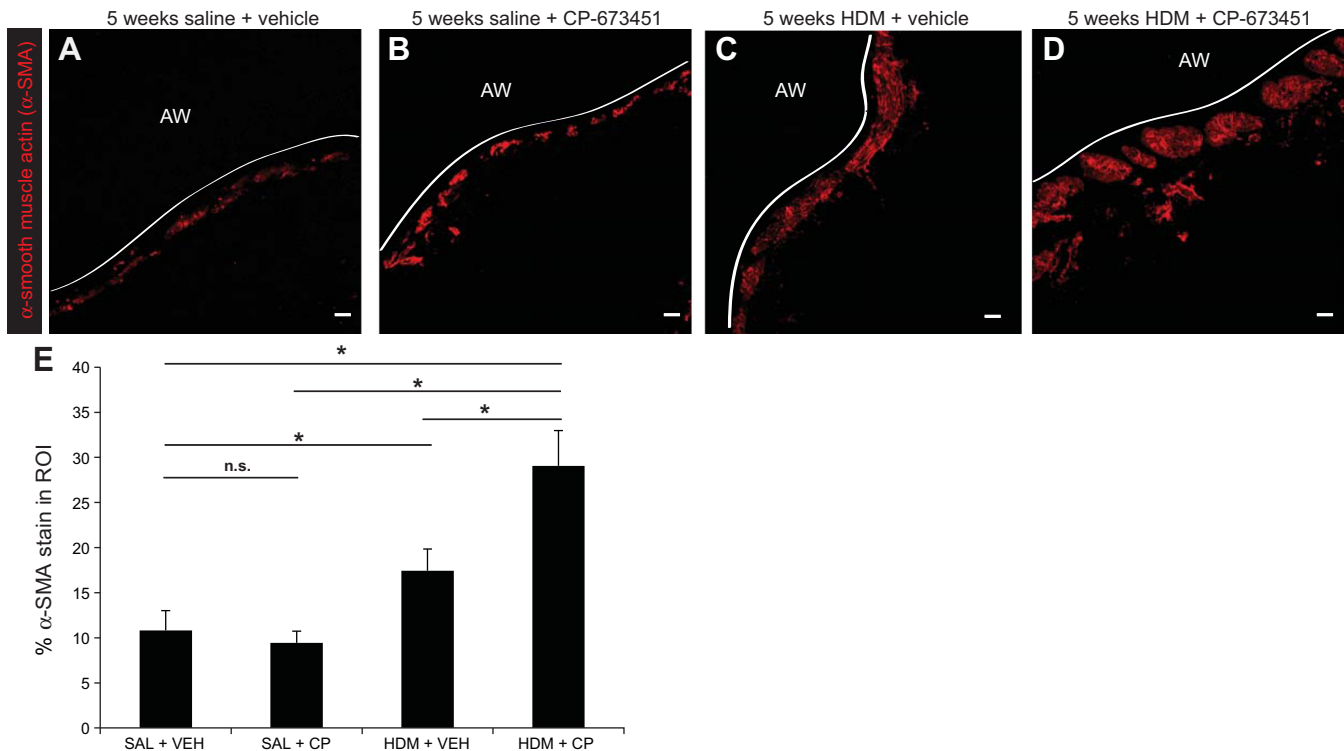 5 weeks saline + vehicle
5 weeks saline + CP-673451
5 weeks HDM + vehicle
5 weeks HDM + CP-673451
α-smooth muscle actin (α-SMA)
A
AW
B
AW
C
AW
D
AW
E
% α-SMA stain in ROI
40
35
30
25
20
15
10
5
0
*
*
*
*
n.s.
SAL + VEH
SAL + CP
HDM + VEH
HDM + CP